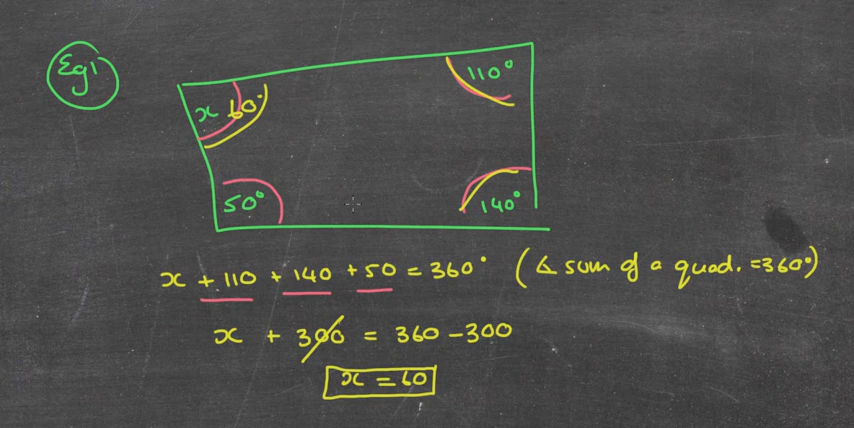 Eg1
x 60°
110°
50°
140°
x + 110 + 140 + 50 = 360° (∡ sum of a quad. = 360°)
x + 300 = 360 - 300
x = 60